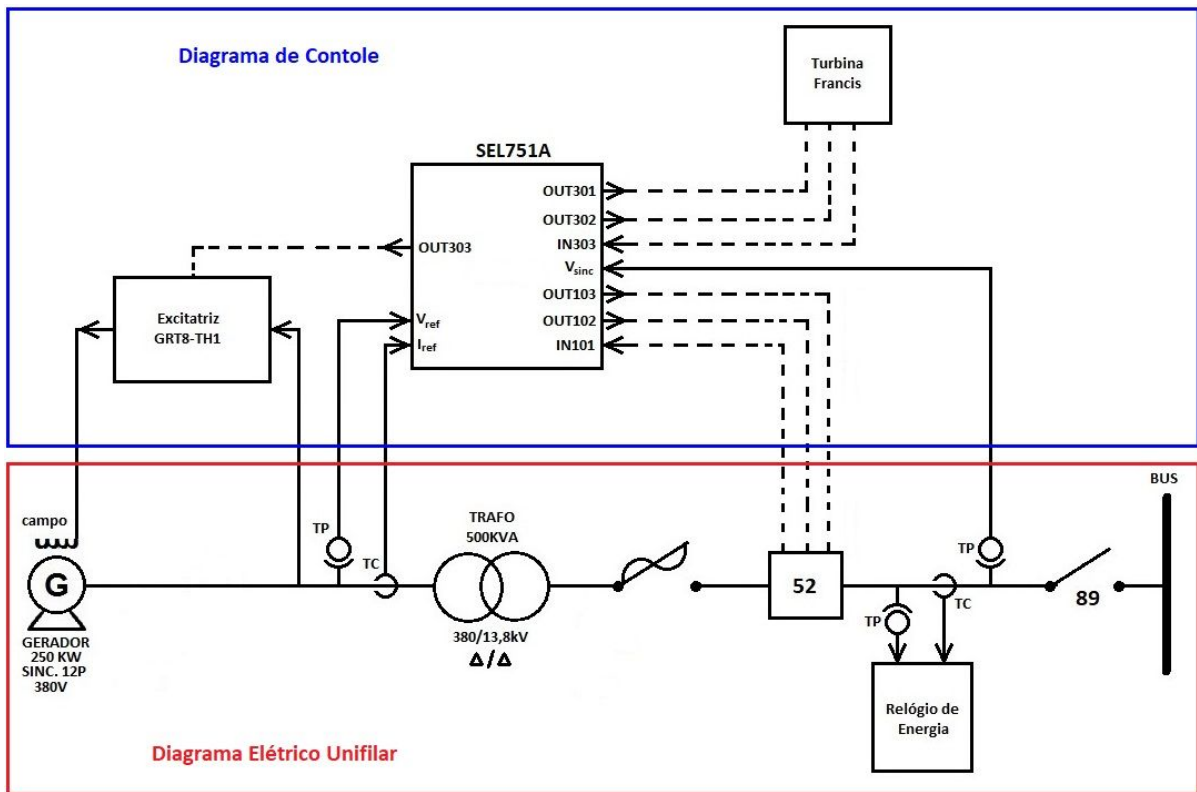 Diagrama de Contole
Turbina
Francis
SEL751A
OUT301
OUT302
IN303
Vsinc
OUT103
OUT102
IN101
OUT303
Vref
Iref
Excitatriz
GRT8-TH1
BUS
campo
G
GERADOR
250 KW
SINC. 12P
380V
TP
TC
TRAFO
500KVA
380/13,8kV
Δ/Δ
52
TP
TC
TP
89
Relógio de
Energia
Diagrama Elétrico Unifilar